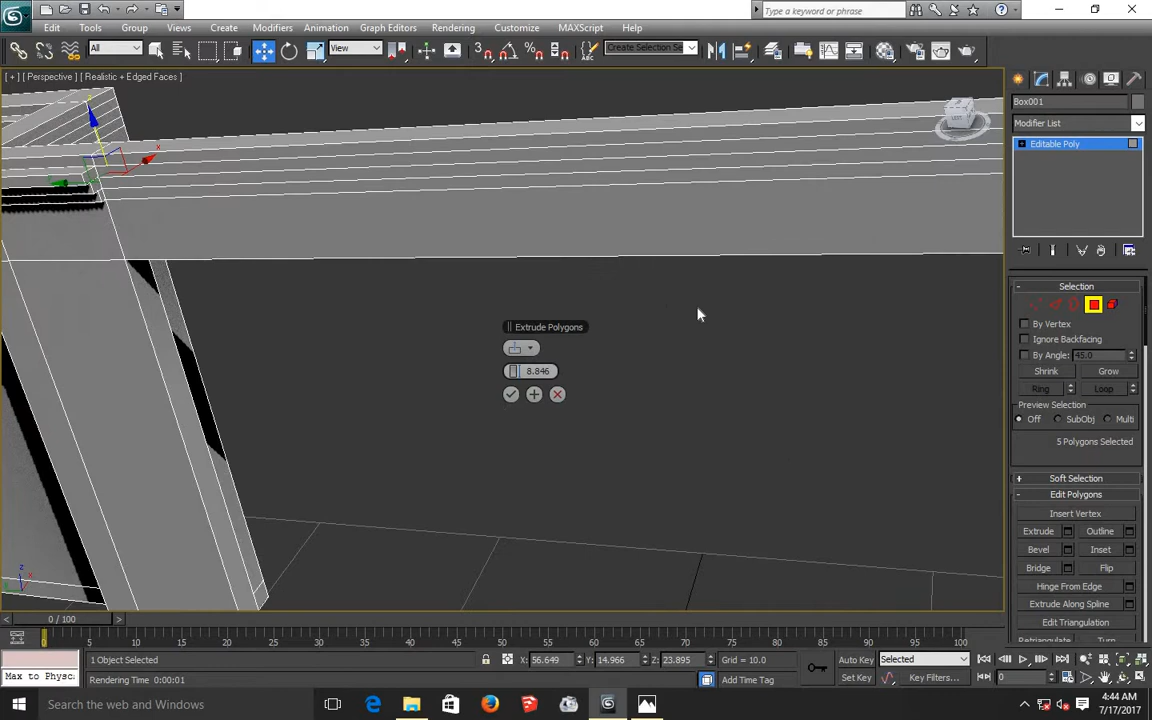 Type a keyword or phrase
Edit Tools Group Views Create Modifiers Animation Graph Editors Rendering Customize MAXScript Help
All View Create Selection Se
[ + ] [ Perspective ] [ Realistic + Edged Faces ]
Box001
Modifier List
Editable Poly
z
x
Selection
By Vertex
Ignore Backfacing
By Angle: 45.0
Shrink Grow
Ring Loop
Preview Selection
Off SubObj Multi
5 Polygons Selected
Soft Selection
Edit Polygons
Insert Vertex
Extrude Outline
Bevel Inset
Bridge Flip
Hinge From Edge
Extrude Along Spline
Edit Triangulation
Retriangulate Turn
Extrude Polygons
8.846
0 / 100
0 5 10 15 20 25 30 35 40 45 50 55 60 65 70 75 80 85 90 95 100
1 Object Selected X: 56.649 Y: 14.966 Z: 23.895 Grid = 10.0 Auto Key Selected
Max to Physc Rendering Time 0:00:01 Add Time Tag Set Key Key Filters... 0
Search the web and Windows
4:44 AM
7/17/2017